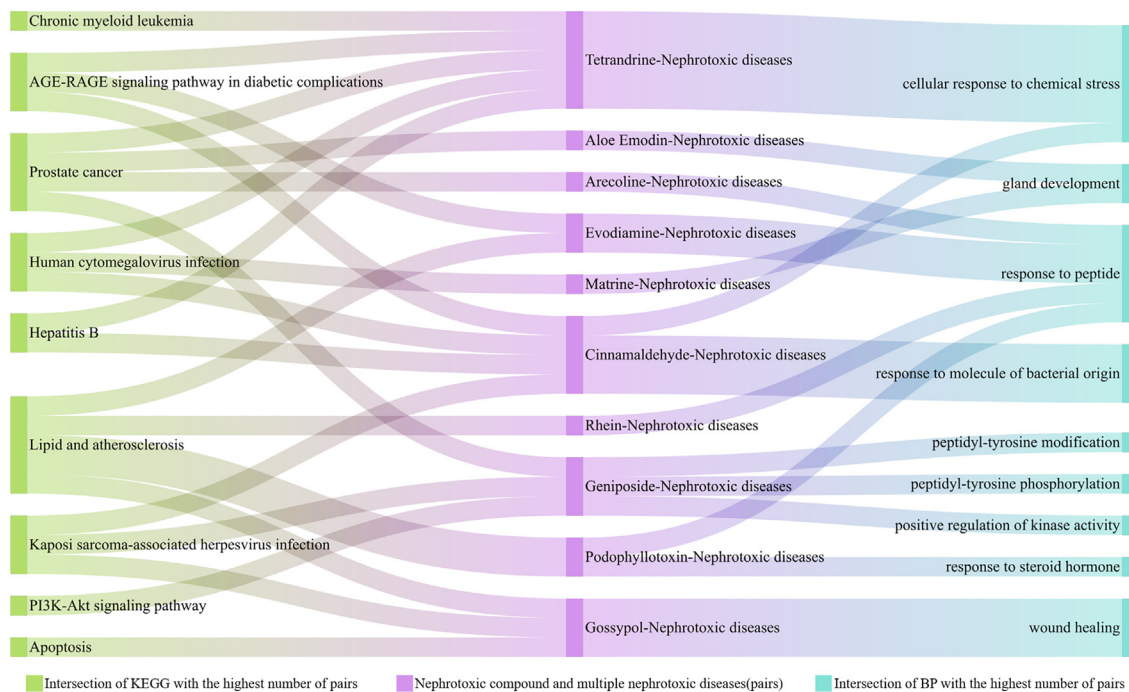 Chronic myeloid leukemia
AGE-RAGE signaling pathway in diabetic complications
Prostate cancer
Human cytomegalovirus infection
Hepatitis B
Lipid and atherosclerosis
Kaposi sarcoma-associated herpesvirus infection
PI3K-Akt signaling pathway
Apoptosis
Tetrandrine-Nephrotoxic diseases
Aloe Emodin-Nephrotoxic diseases
Arecoline-Nephrotoxic diseases
Evodiamine-Nephrotoxic diseases
Matrine-Nephrotoxic diseases
Cinnamaldehyde-Nephrotoxic diseases
Rhein-Nephrotoxic diseases
Geniposide-Nephrotoxic diseases
Podophyllotoxin-Nephrotoxic diseases
Gossypol-Nephrotoxic diseases
cellular response to chemical stress
gland development
response to peptide
response to molecule of bacterial origin
peptidyl-tyrosine modification
peptidyl-tyrosine phosphorylation
positive regulation of kinase activity
response to steroid hormone
wound healing
Intersection of KEGG with the highest number of pairs
Nephrotoxic compound and multiple nephrotoxic diseases(pairs)
Intersection of BP with the highest number of pairs